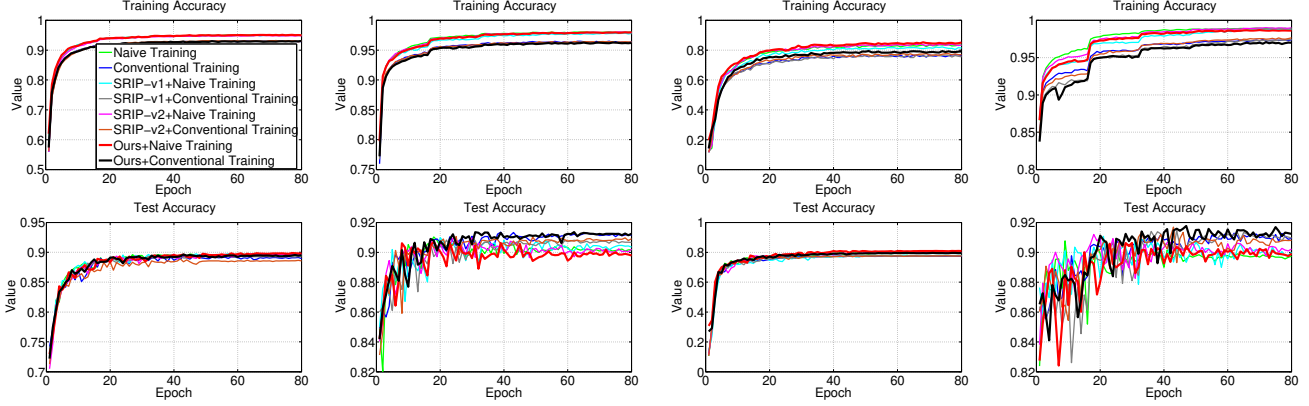 Training Accuracy
1
0.9
0.8
0.7
0.6
0.5
Value
0 20 40 60 80
Epoch
Naive Training
Conventional Training
SRIP-v1+Naive Training
SRIP-v1+Conventional Training
SRIP-v2+Naive Training
SRIP-v2+Conventional Training
Ours+Naive Training
Ours+Conventional Training
Training Accuracy
1
0.95
0.9
0.85
0.8
0.75
Value
0 20 40 60 80
Epoch
Training Accuracy
1
0.8
0.6
0.4
0.2
0
Value
0 20 40 60 80
Epoch
Training Accuracy
1
0.95
0.9
0.85
0.8
Value
0 20 40 60 80
Epoch
Test Accuracy
0.95
0.9
0.85
0.8
0.75
0.7
Value
0 20 40 60 80
Epoch
Test Accuracy
0.92
0.9
0.88
0.86
0.84
0.82
Value
0 20 40 60 80
Epoch
Test Accuracy
1
0.8
0.6
0.4
0.2
0
Value
0 20 40 60 80
Epoch
Test Accuracy
0.92
0.9
0.88
0.86
0.84
0.82
Value
0 20 40 60 80
Epoch